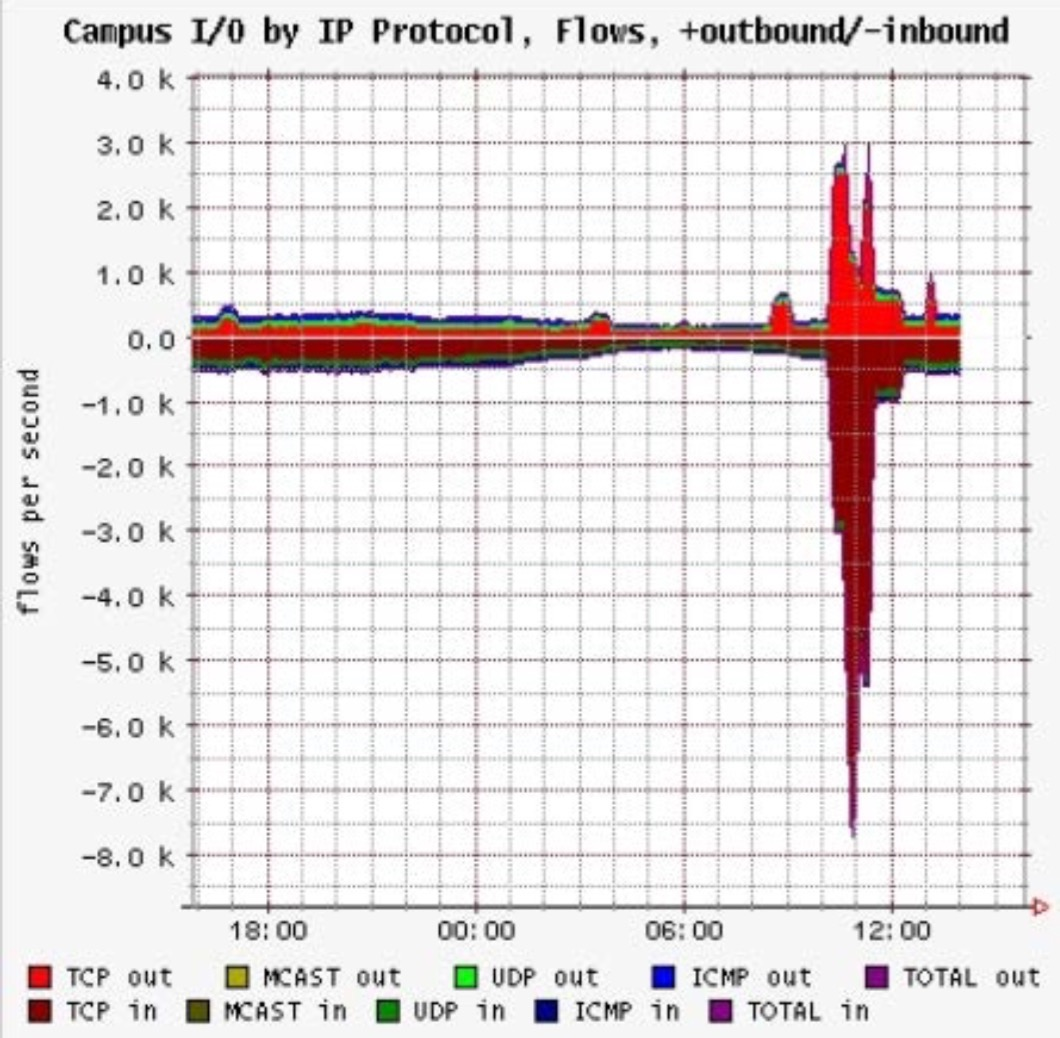 Campus I/O by IP Protocol, Flows, +outbound/-inbound
4.0 k
3.0 k
2.0 k
1.0 k
0.0
-1.0 k
-2.0 k
-3.0 k
-4.0 k
-5.0 k
-6.0 k
-7.0 k
-8.0 k
flows per second
18:00 00:00 06:00 12:00
TCP out MCAST out UDP out ICMP out TOTAL out
TCP in MCAST in UDP in ICMP in TOTAL in